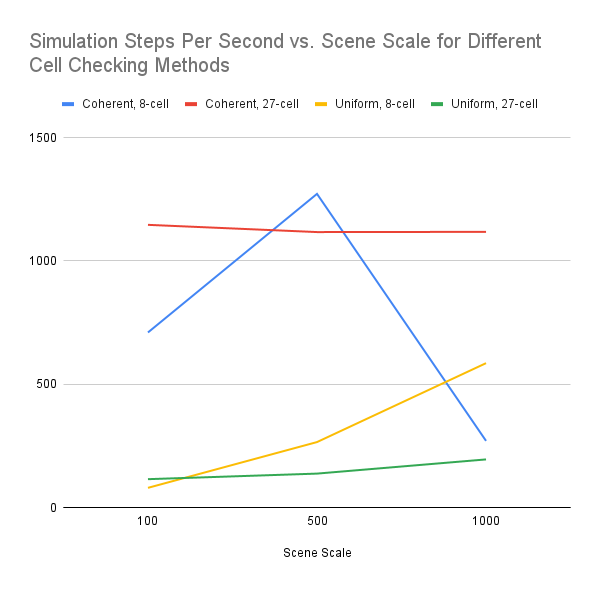 Simulation Steps Per Second vs. Scene Scale for Different
Cell Checking Methods
Coherent, 8-cell Coherent, 27-cell Uniform, 8-cell Uniform, 27-cell
1500
1000
500
0
100 500 1000
Scene Scale